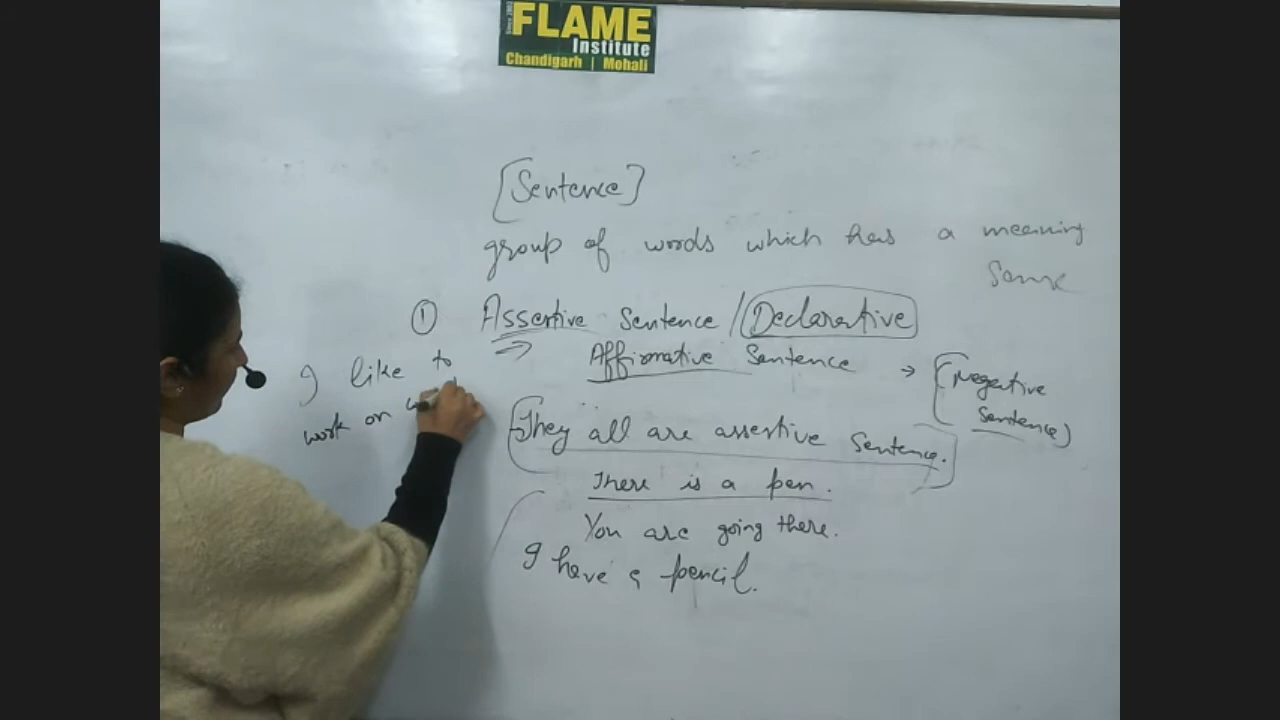 Since 2002
FLAME
Institute
Chandigarh | Mohali
[Sentence]
group of words which has a meaning
① Assertive Sentence / Declarative
Affirmative Sentence → (Negative
Sentence)
They all are assertive Sentence.
There is a pen.
You are going there.
I have a pencil.
I like to
work on